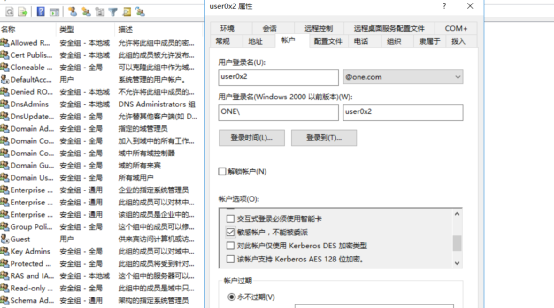 user0x2 属性
名称 类型 描述
Allowed R... 安全组 - 本地域 允许将此组中成员的密...
Cert Publis... 安全组 - 本地域 此组的成员被允许发布...
Cloneable ... 安全组 - 全局 可以克隆此组中作为域...
DefaultAcc... 用户 系统管理的用户帐户。
Denied RO... 安全组 - 本地域 不允许将此组中成员的...
DnsAdmins 安全组 - 本地域 DNS Administrators 组
DnsUpdate... 安全组 - 全局 允许替其他客户端(如 D...
Domain Ad... 安全组 - 全局 指定的域管理员
Domain Co... 安全组 - 全局 加入到域中的所有工作...
Domain Co... 安全组 - 全局 域中所有域控制器
Domain Gu... 安全组 - 全局 域的所有来宾
Domain Us... 安全组 - 全局 所有域用户
Enterprise ... 安全组 - 通用 企业的指定系统管理员
Enterprise ... 安全组 - 全局 此组的成员可以对林中...
Enterprise ... 安全组 - 通用 该组的成员是企业中的...
Group Poli... 安全组 - 全局 这个组中的成员可以修...
Guest 用户 供来宾访问计算机或访...
Key Admins 安全组 - 全局 此组的成员可以对域中...
Protected ... 安全组 - 全局 此组的成员将受到针对...
RAS and IA... 安全组 - 本地域 这个组中的服务器可以...
Read-only ... 安全组 - 全局 此组中的成员是域中只...
Schema Ad... 安全组 - 通用 架构的指定系统管理员
环境 会话 远程控制 远程桌面服务配置文件 COM+
常规 地址 帐户 配置文件 电话 组织 隶属于 拨入
用户登录名(U):
user0x2 @one.com
用户登录名(Windows 2000 以前版本)(W):
ONE\ user0x2
登录时间(L)... 登录到(T)...
解锁帐户(N)
帐户选项(O):
交互式登录必须使用智能卡
敏感帐户，不能被委派
对此帐户仅使用 Kerberos DES 加密类型
该帐户支持 Kerberos AES 128 位加密。
帐户过期
永不过期(V)